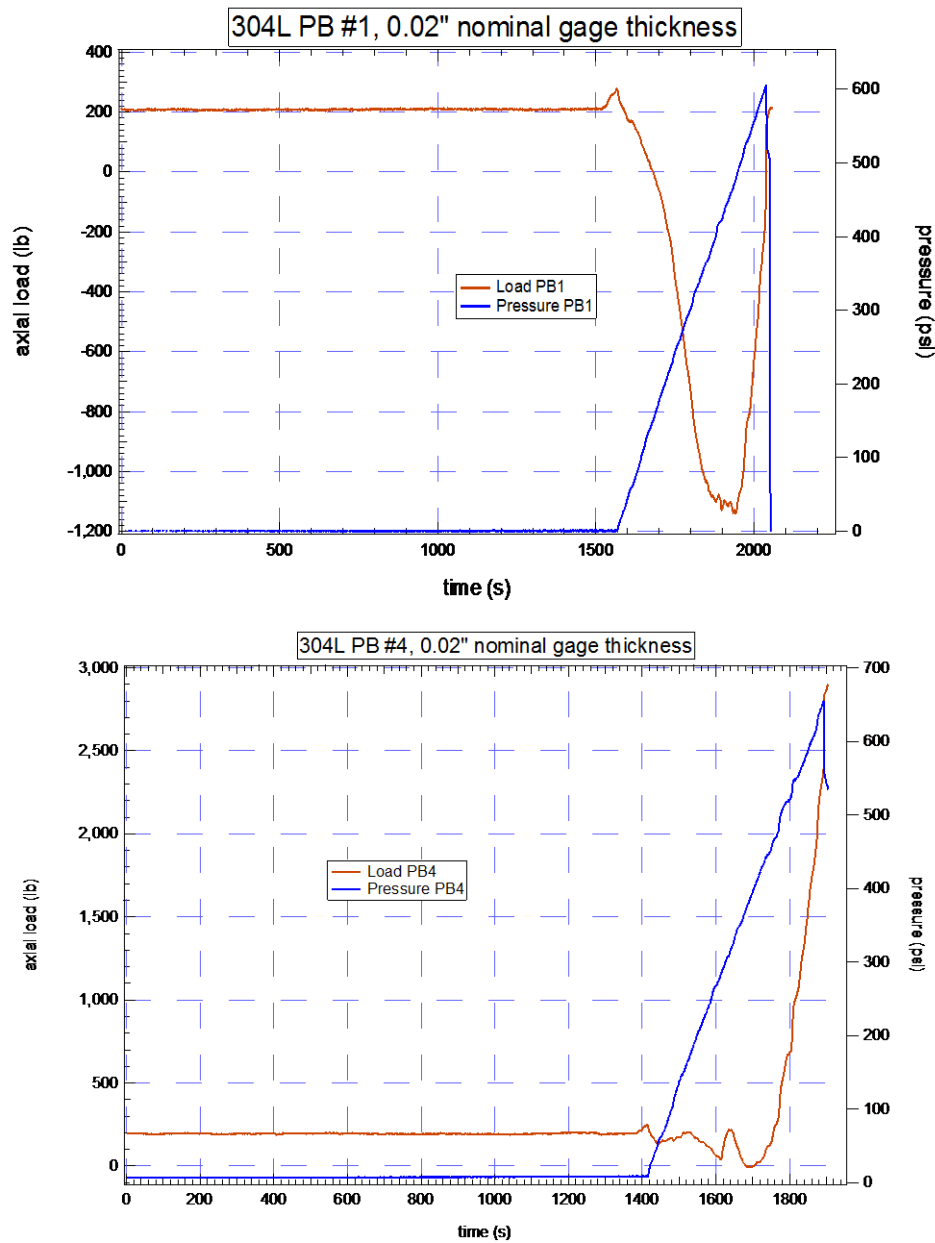 304L PB #1, 0.02" nominal gage thickness
400
200
0
-200
-400
-600
-800
-1,000
-1200
axial load (lb)
600
500
400
300
200
100
0
pressure (psi)
Load PB1
Pressure PB1
0 500 1000 1500 2000
time (s)
304L PB #4, 0.02" nominal gage thickness
3,000
2,500
2,000
1,500
1,000
500
0
axial load (lb)
700
600
500
400
300
200
100
0
pressure (psi)
Load PB4
Pressure PB4
0 200 400 600 800 1000 1200 1400 1600 1800
time (s)